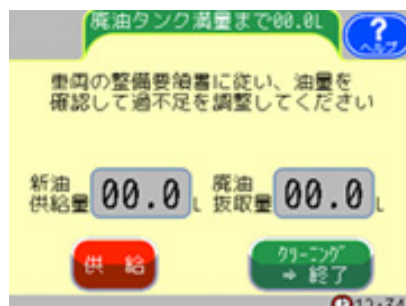 廃油タンク満量まで00.0L
?
ヘルプ
車両の整備要領書に従い、油量を
確認して過不足を調整してください
新油
供給量 00.0 L
廃油
抜取量 00.0 L
供 給
クリーニング
➡ 終了
12:34